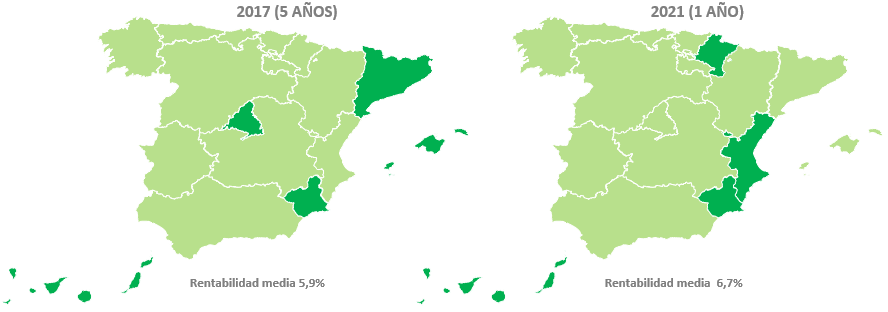 2017 (5 AÑOS)
2021 (1 AÑO)
Rentabilidad media 5,9%
Rentabilidad media 6,7%